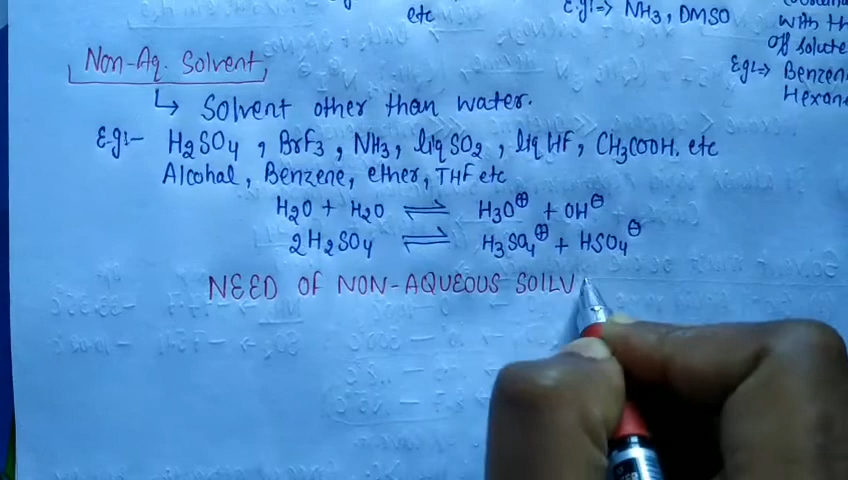 etc
Eg:-> NH3, DMSO
with th
off solute
Eg:-> Benzen
Hexan
Non-Aq. Solvent
↳ Solvent other than water.
E.g:- H₂SO₄, BrF₃, NH₃, liq SO₂, liq HF, CH₃COOH. etc
Alcohal, Benzene, ether, THF etc
H₂O + H₂O ⇌ H₃O⊕ + OH⊖
2H₂SO₄ ⇌ H₃SO₄⊕ + HSO₄⊖
NEED OF NON-AQUEOUS SOILV